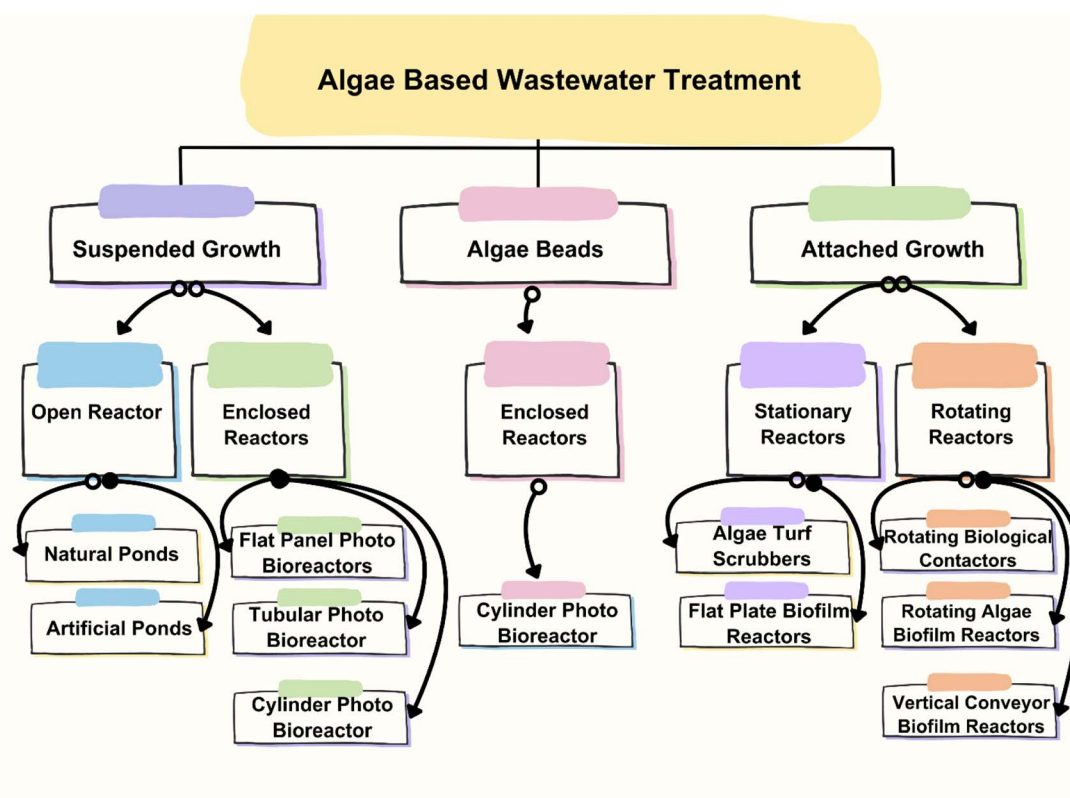 Algae Based Wastewater Treatment
Suspended Growth
Algae Beads
Attached Growth
Open Reactor
Enclosed
Reactors
Enclosed
Reactors
Stationary
Reactors
Rotating
Reactors
Natural Ponds
Artificial Ponds
Flat Panel Photo
Bioreactors
Tubular Photo
Bioreactor
Cylinder Photo
Bioreactor
Cylinder Photo
Bioreactor
Algae Turf
Scrubbers
Flat Plate Biofilm
Reactors
Rotating Biological
Contactors
Rotating Algae
Biofilm Reactors
Vertical Conveyor
Biofilm Reactors